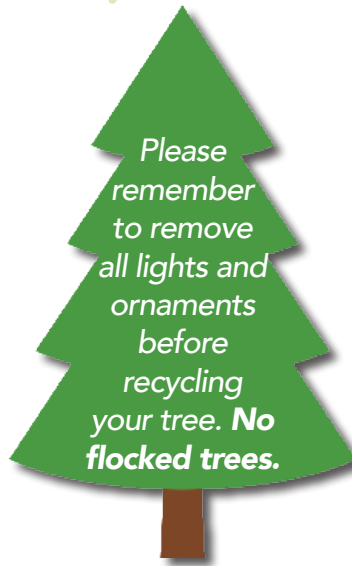 Please
remember
to remove
all lights and
ornaments
before
recycling
your tree. No
flocked trees.